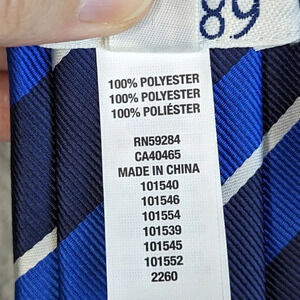 89
100% POLYESTER
100% POLYESTER
100% POLIÉSTER
RN59284
CA40465
MADE IN CHINA
101540
101546
101554
101539
101545
101552
2260